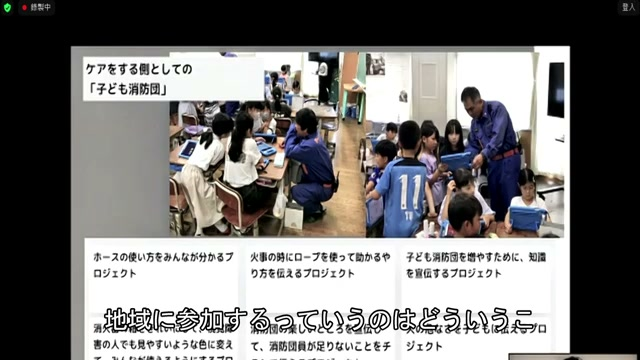 錄製中
登入
ケアをする側としての
「子ども消防団」
11
ホースの使い方をみんなが分かるプ
ロジェクト
火事の時にロープを使って助かるや
り方を伝えるプロジェクト
子ども消防団を増やすために、知識
を宣伝するプロジェクト
地域に参加するっていうのはどういうこ
害の人でも見やすいような色に変え
て、消防団員が足りないことをチ
ジェクト
て、みんなが使えるようにするプロ